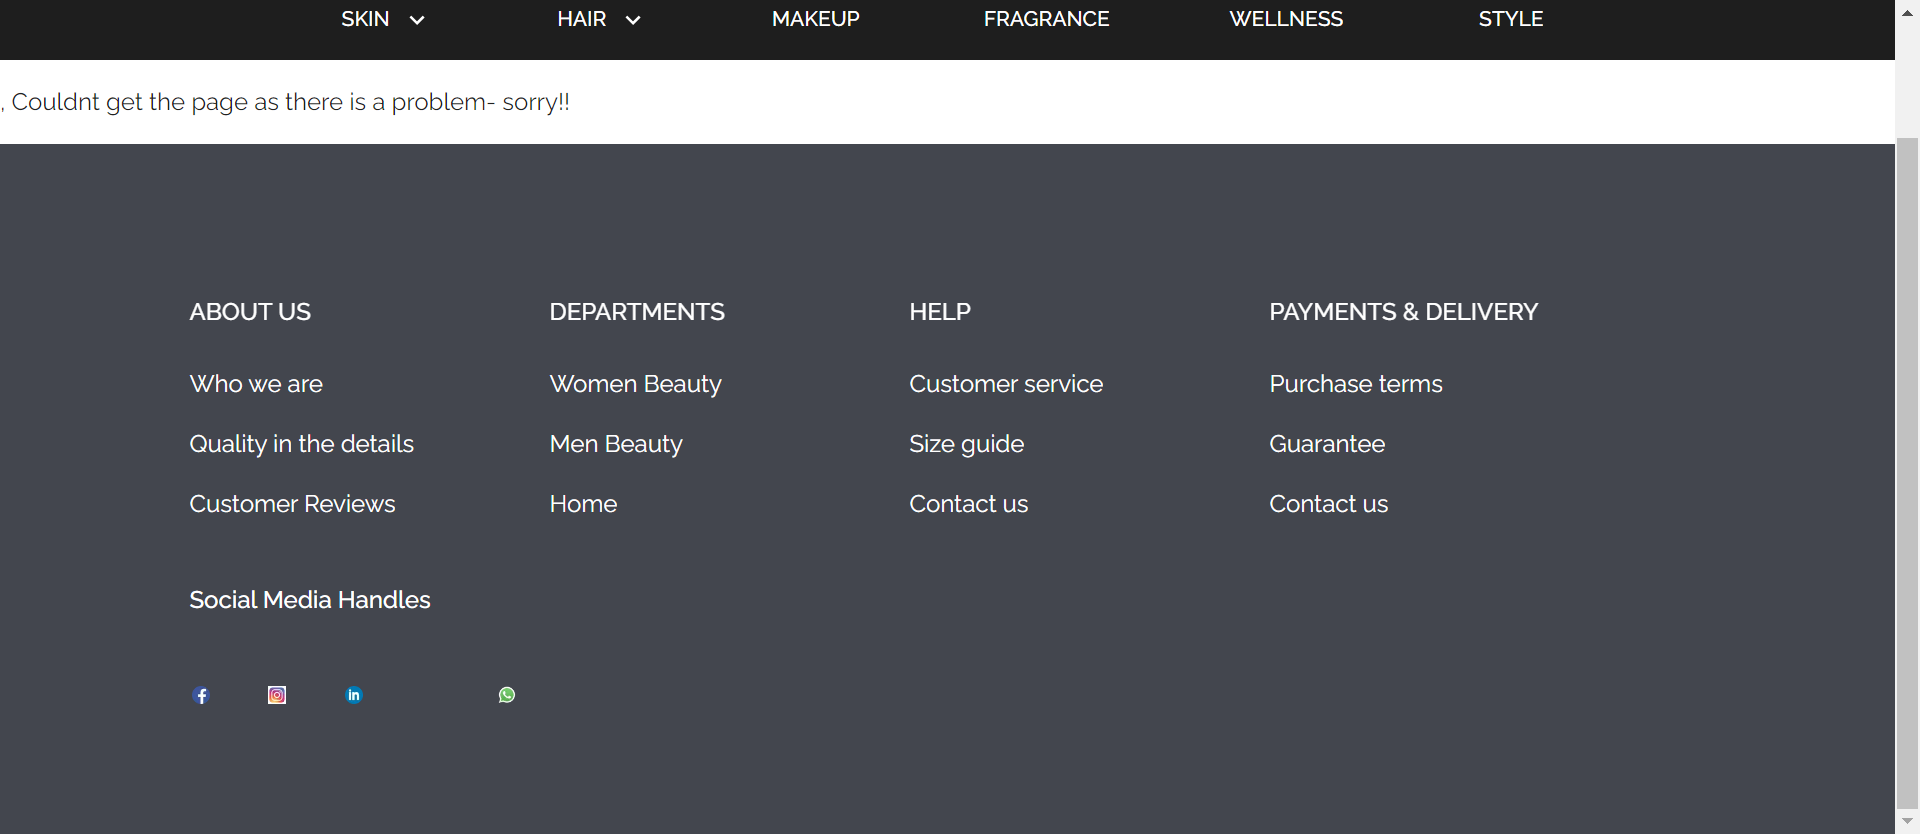 SKIN HAIR MAKEUP FRAGRANCE WELLNESS STYLE
, Couldnt get the page as there is a problem- sorry!!
ABOUT US DEPARTMENTS HELP PAYMENTS & DELIVERY
Who we are Women Beauty Customer service Purchase terms
Quality in the details Men Beauty Size guide Guarantee
Customer Reviews Home Contact us Contact us
Social Media Handles